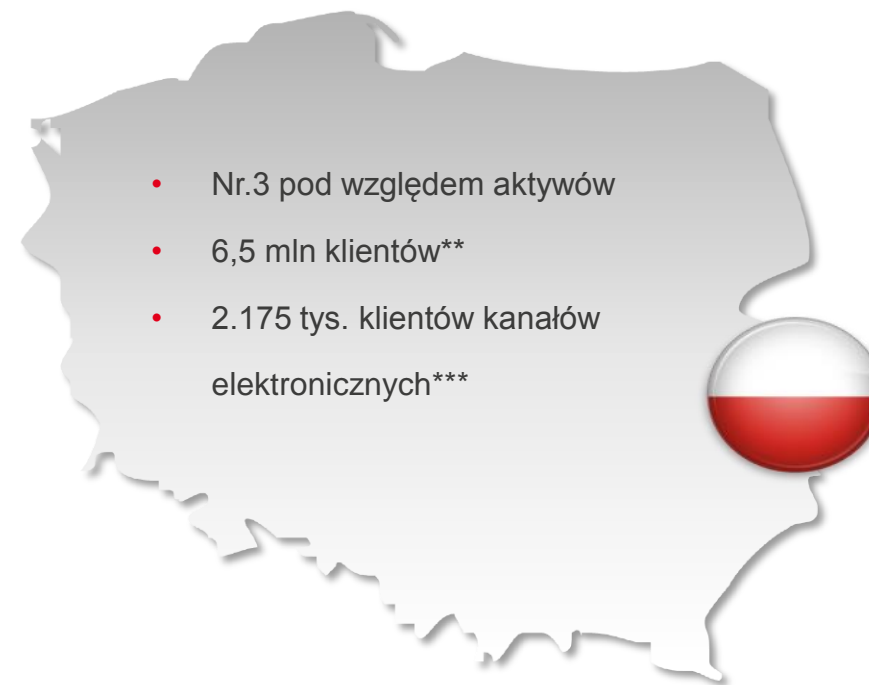 • Nr.3 pod względem aktywów
• 6,5 mln klientów**
• 2.175 tys. klientów kanałów
elektronicznych***